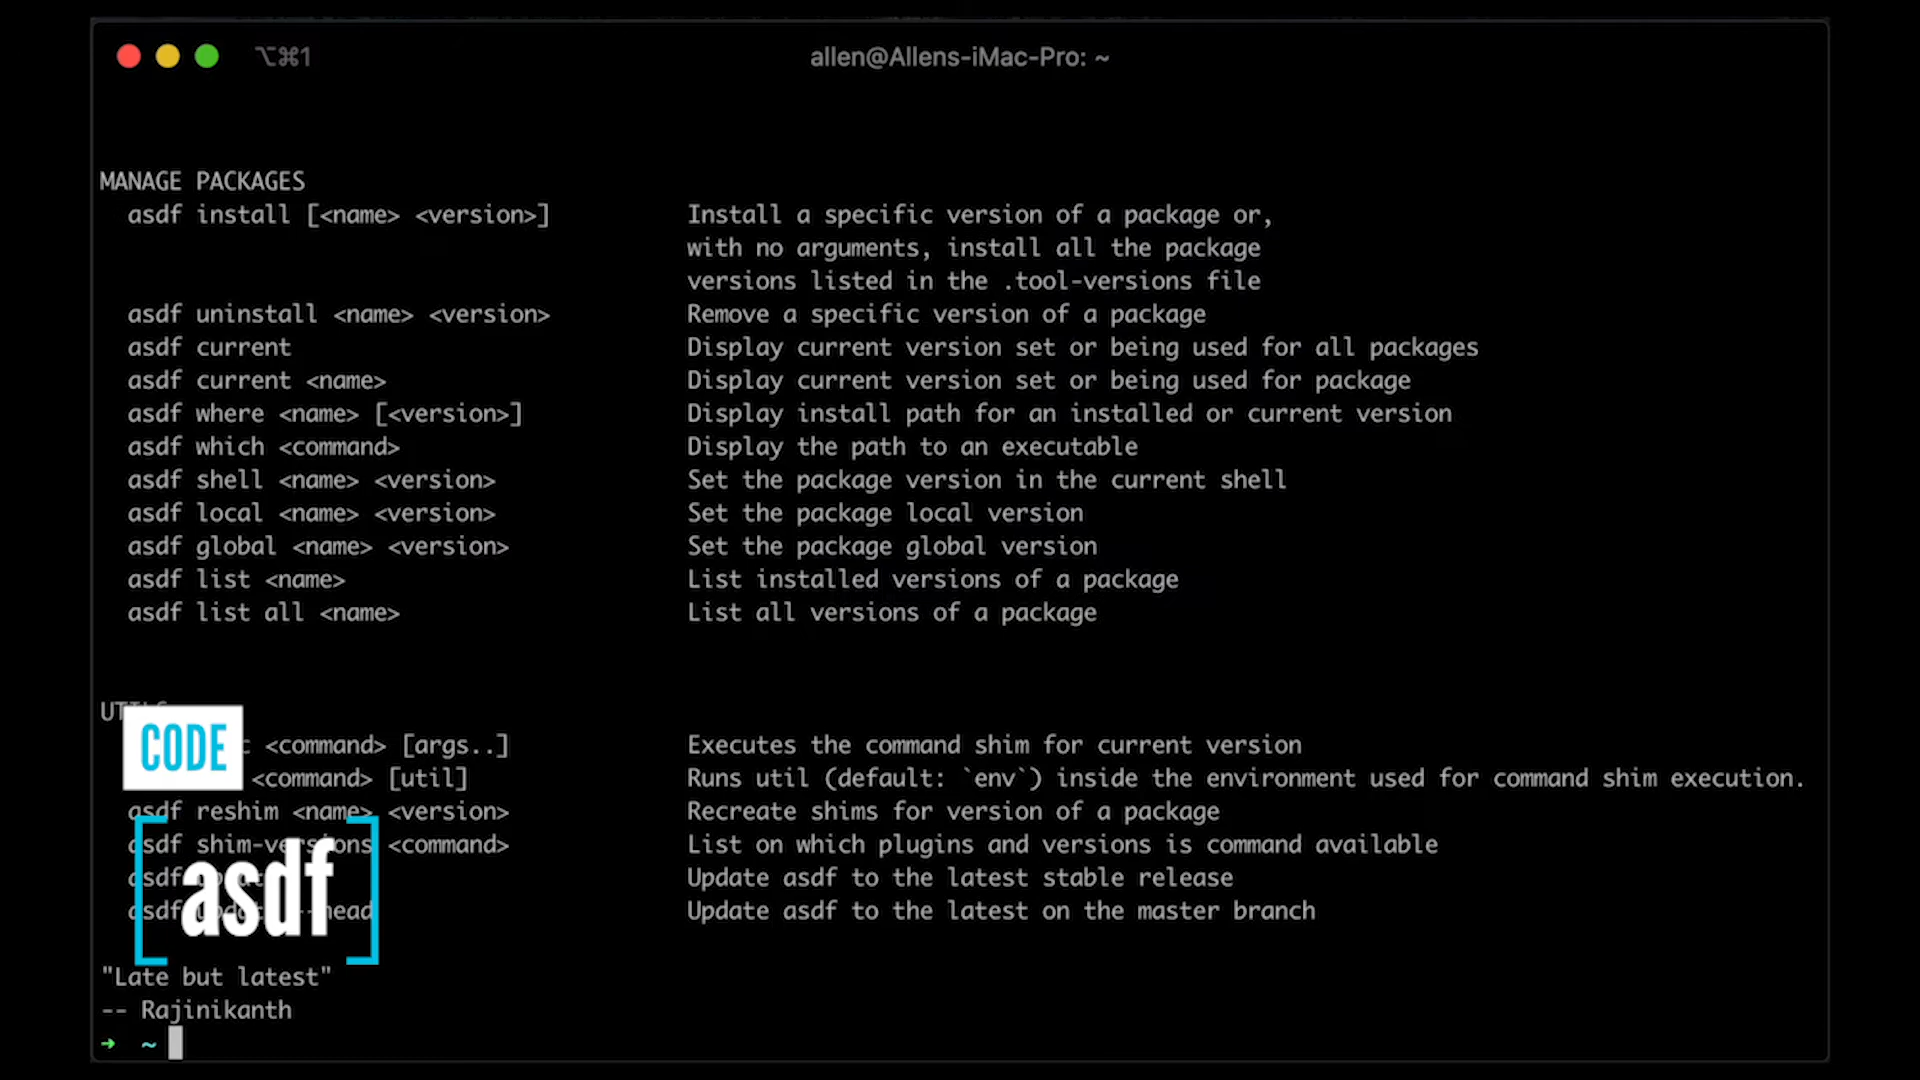 ⌥⌘1 allen@Allens-iMac-Pro: ~
MANAGE PACKAGES
asdf install [<name> <version>] Install a specific version of a package or,
with no arguments, install all the package
versions listed in the .tool-versions file
asdf uninstall <name> <version> Remove a specific version of a package
asdf current Display current version set or being used for all packages
asdf current <name> Display current version set or being used for package
asdf where <name> [<version>] Display install path for an installed or current version
asdf which <command> Display the path to an executable
asdf shell <name> <version> Set the package version in the current shell
asdf local <name> <version> Set the package local version
asdf global <name> <version> Set the package global version
asdf list <name> List installed versions of a package
asdf list all <name> List all versions of a package
UTILS
CODE
<command> [args..] Executes the command shim for current version
<command> [util] Runs util (default: `env`) inside the environment used for command shim execution.
asdf reshim <name> <version> Recreate shims for version of a package
asdf shim-versions <command> List on which plugins and versions is command available
asdf update Update asdf to the latest stable release
asdf update --head Update asdf to the latest on the master branch
[asdf]
"Late but latest"
-- Rajinikanth
➜ ~